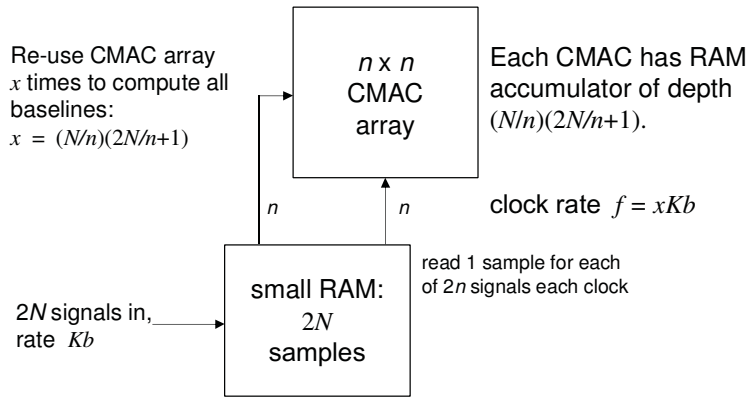 Re-use CMAC array
x times to compute all
baselines:
x = (N/n)(2N/n+1)
n x n
CMAC
array
Each CMAC has RAM
accumulator of depth
(N/n)(2N/n+1).
n
n
clock rate f = xKb
read 1 sample for each
of 2n signals each clock
2N signals in,
rate Kb
small RAM:
2N
samples